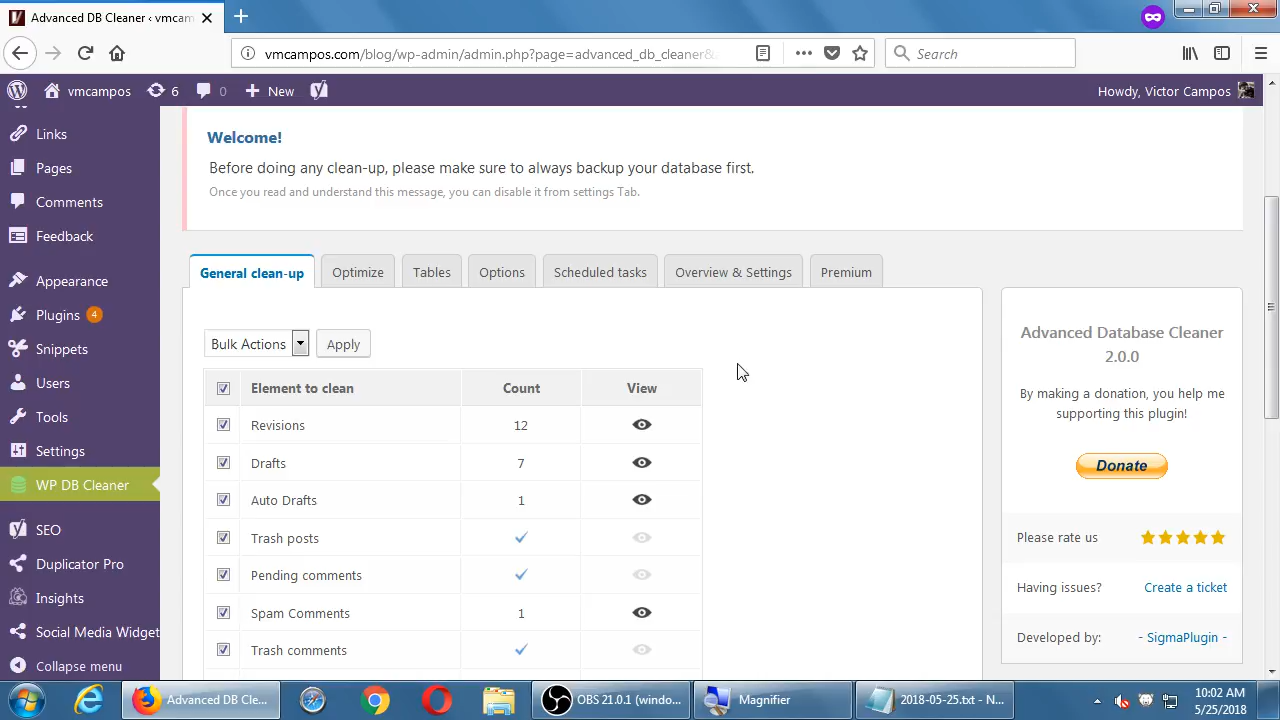 Advanced DB Cleaner ‹ vmcam
vmcampos.com/blog/wp-admin/admin.php?page=advanced_db_cleaner&
Search
vmcampos
6
0
New
Howdy, Victor Campos
Links
Pages
Comments
Feedback
Appearance
Plugins 4
Snippets
Users
Tools
Settings
WP DB Cleaner
SEO
Duplicator Pro
Insights
Social Media Widget
Collapse menu
Welcome!
Before doing any clean-up, please make sure to always backup your database first.
Once you read and understand this message, you can disable it from settings Tab.
General clean-up
Optimize
Tables
Options
Scheduled tasks
Overview & Settings
Premium
Bulk Actions
Apply
Element to clean Count View
Revisions 12
Drafts 7
Auto Drafts 1
Trash posts
Pending comments
Spam Comments 1
Trash comments
Advanced Database Cleaner
2.0.0
By making a donation, you help me
supporting this plugin!
Donate
Please rate us
Having issues? Create a ticket
Developed by: - SigmaPlugin -
Advanced DB Cle...
OBS 21.0.1 (windo...
Magnifier
2018-05-25.txt - N...
10:02 AM
5/25/2018